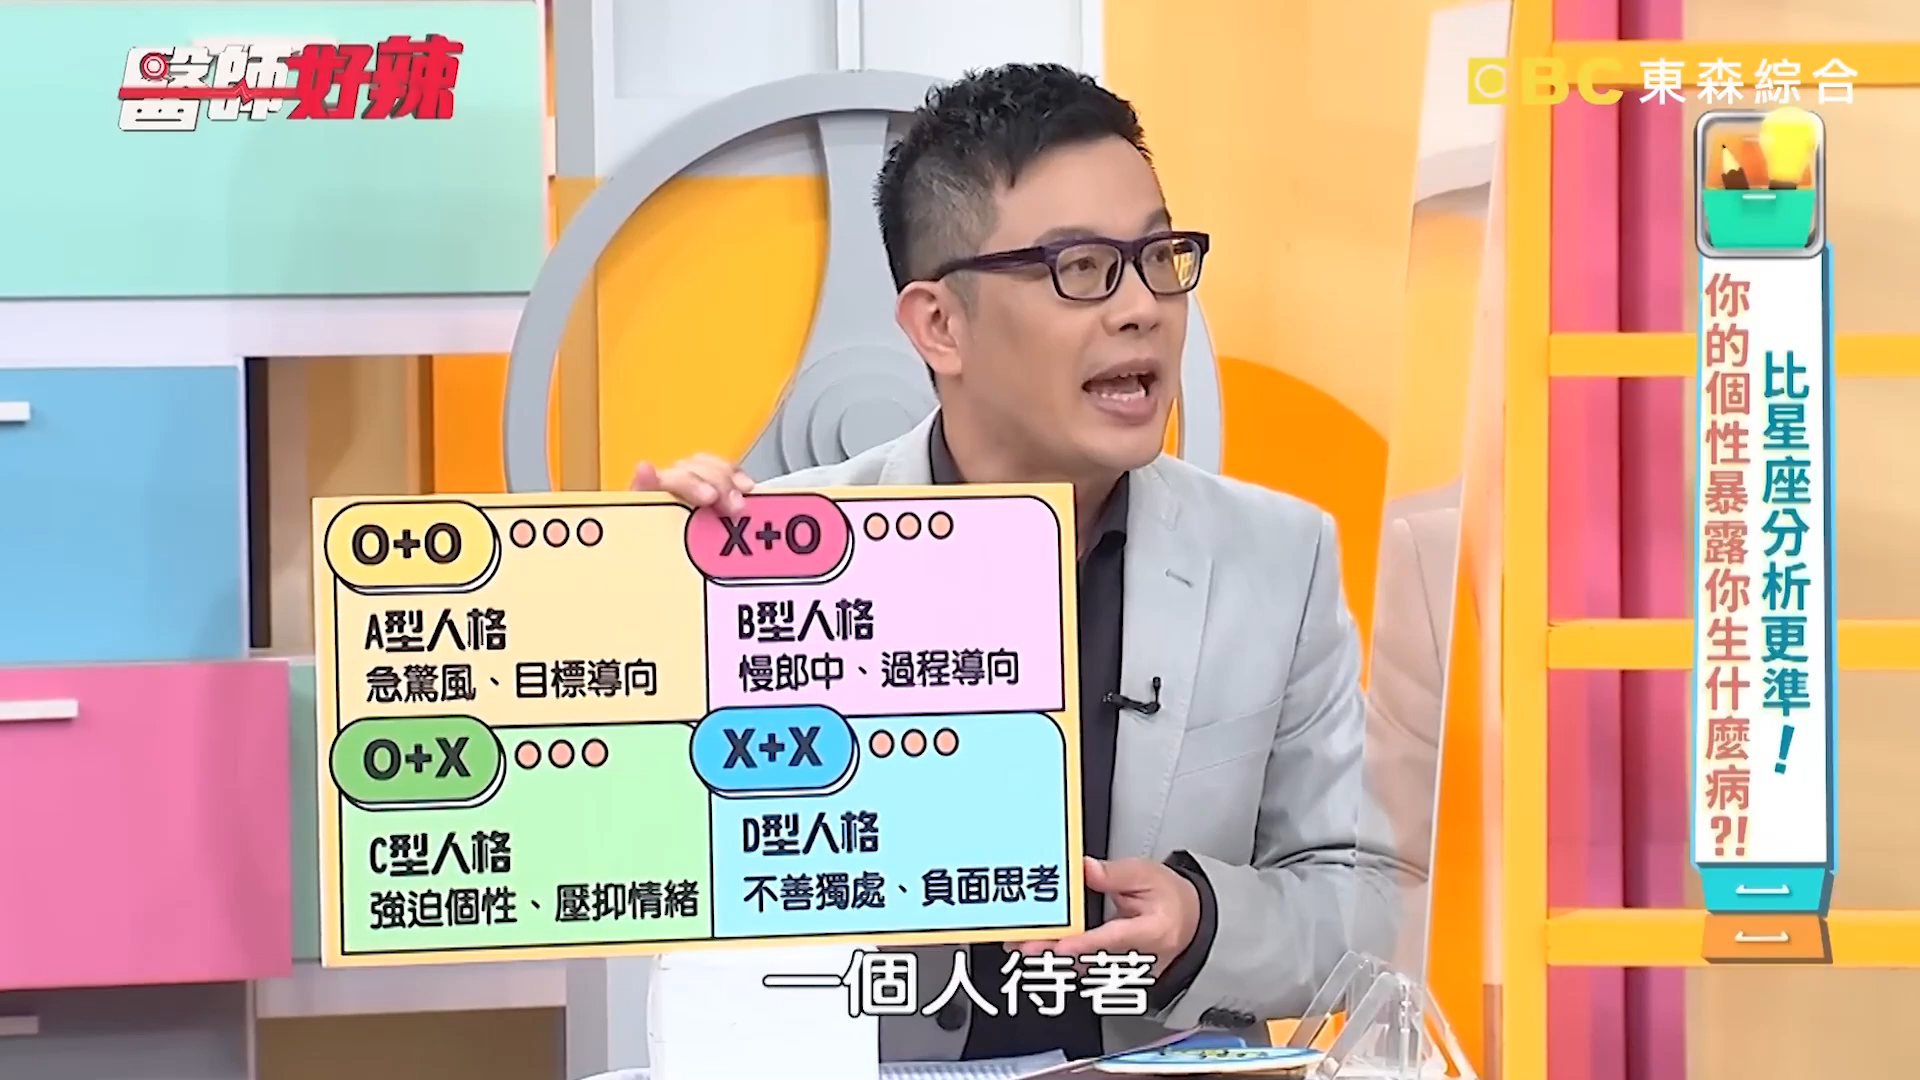 醫師好辣
EBC 東森綜合
比星座分析更準！
你的個性暴露你生什麼病?!
O+O
A型人格
急驚風、目標導向
X+O
B型人格
慢郎中、過程導向
O+X
C型人格
強迫個性、壓抑情緒
X+X
D型人格
不善獨處、負面思考
一個人待著